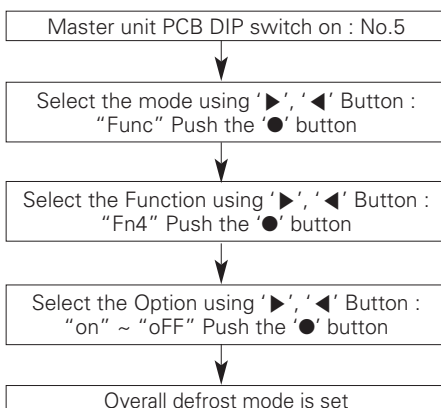 Master unit PCB DIP switch on : No.5
Select the mode using '▶', '◀' Button :
“Func” Push the '●' button
Select the Function using '▶', '◀' Button :
“Fn4” Push the '●' button
Select the Option using '▶', '◀' Button :
“on” ~ “oFF” Push the '●' button
Overall defrost mode is set